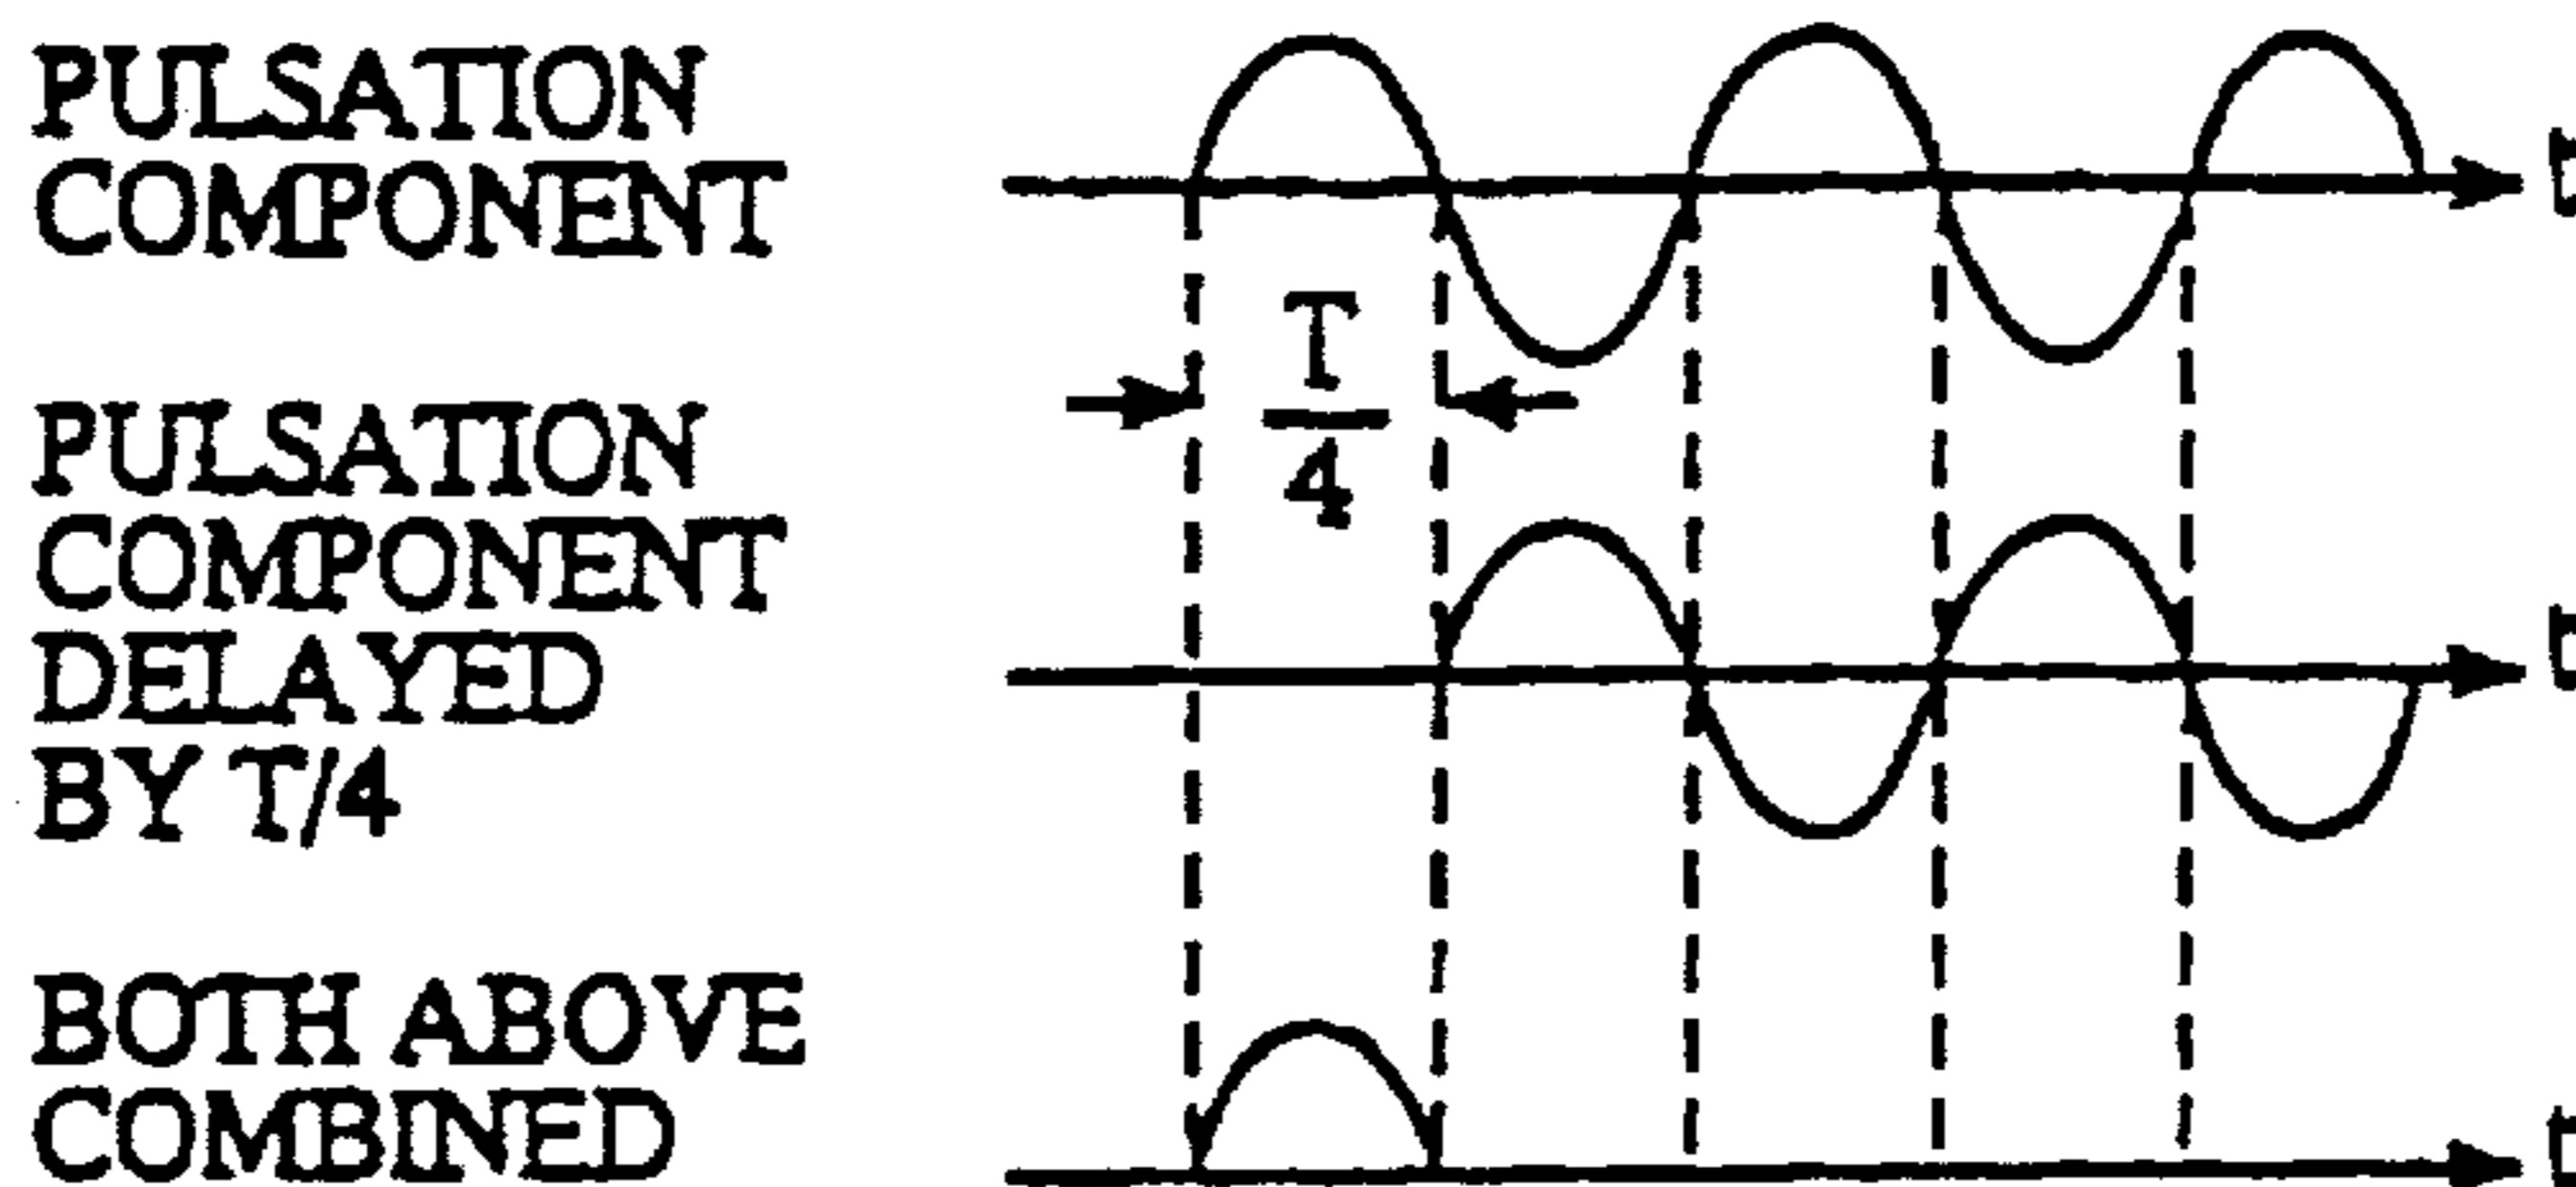 PULSATION
COMPONENT
t
T
4
PULSATION
COMPONENT
DELAYED
BY T/4
t
BOTH ABOVE
COMBINED
t